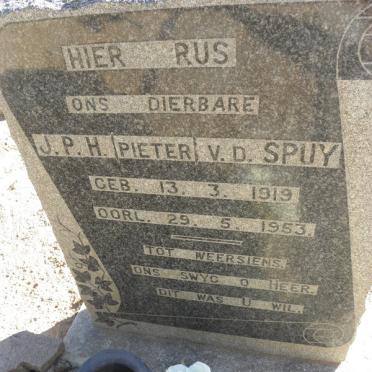 HIER RUS
ONS DIERBARE
J.P.H. (PIETER) V.D. SPUY
GEB. 13. 3. 1919
OORL. 29. 5. 1953.
TOT WEERSIENS.
ONS SWYG O HEER.
DIT WAS U WIL.